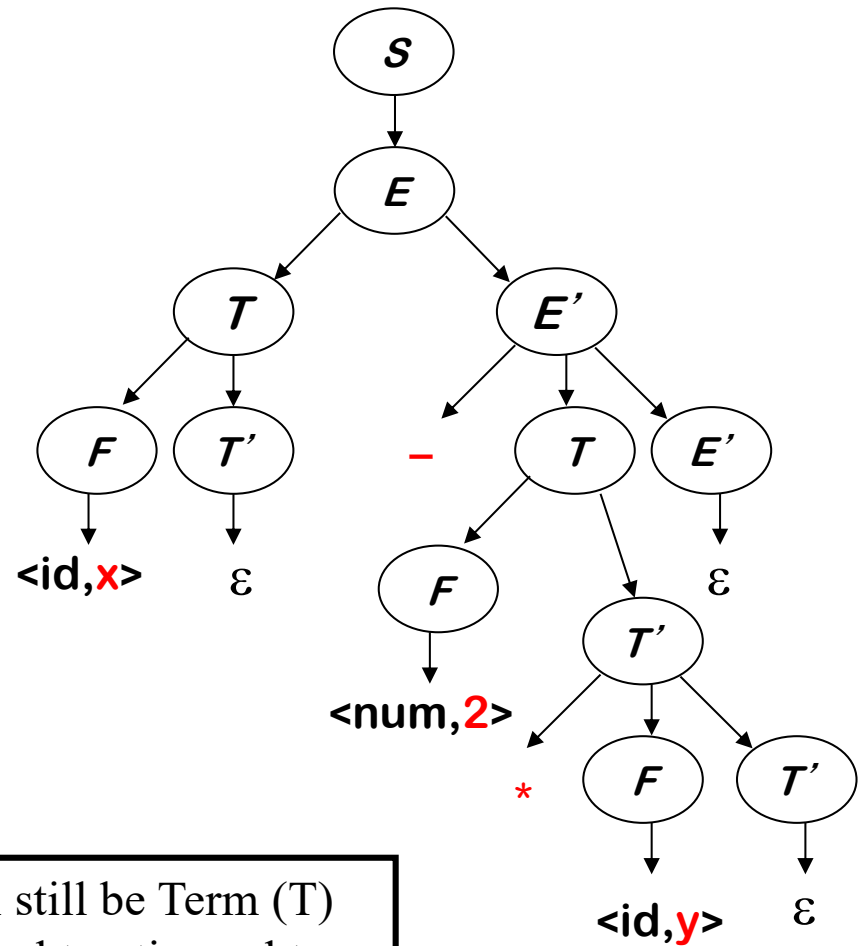 S
E
T E’
F T’ – T E’
<id,x> ε F ε
T’
<num,2>
* F T’
still be Term (T)
<id,y> ε